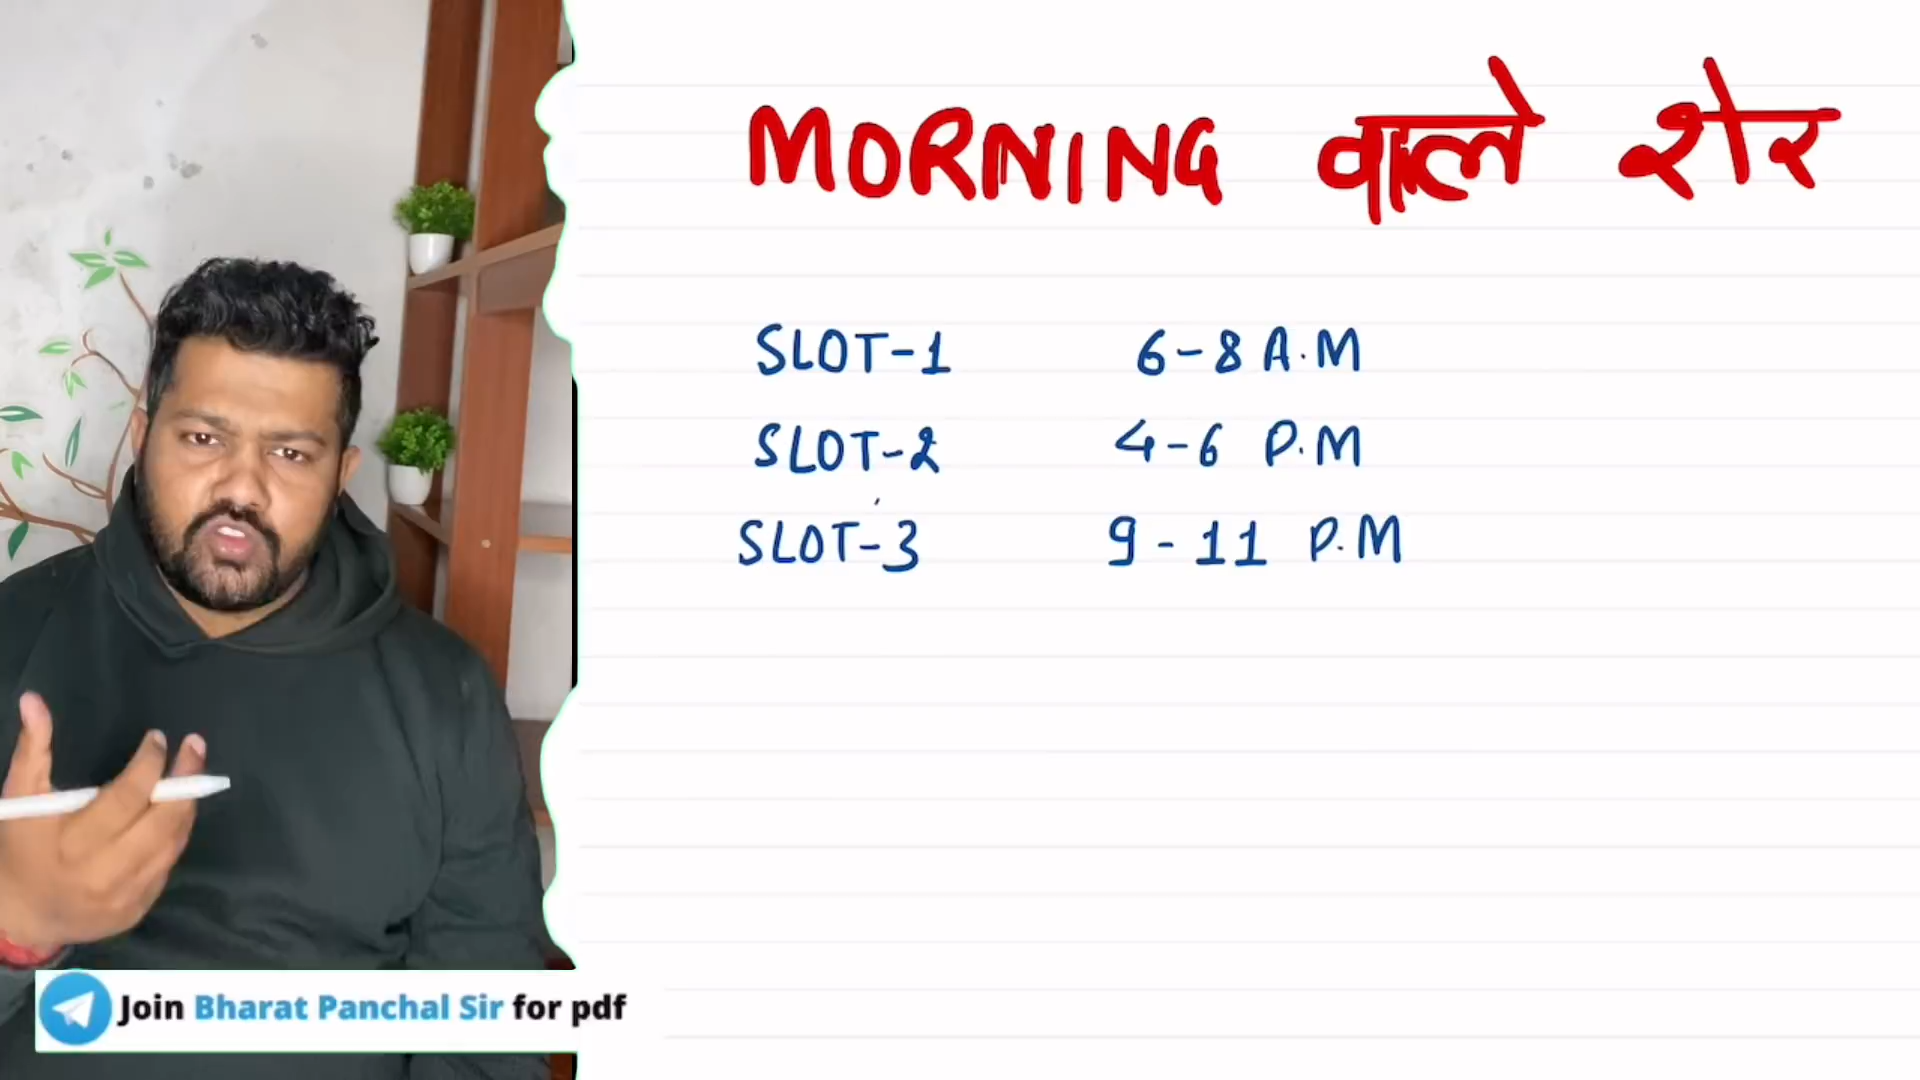 MORNING वाले शेर
SLOT-1 6-8 A.M
SLOT-2 4-6 P.M
SLOT-3 9-11 P.M
Join Bharat Panchal Sir for pdf